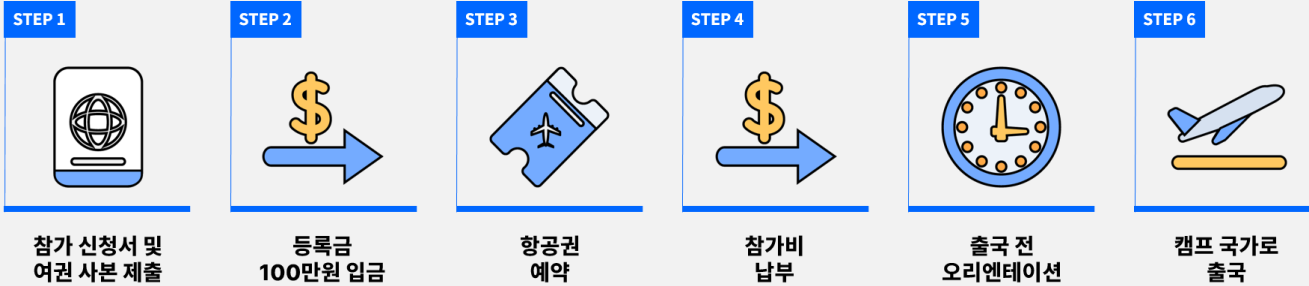 STEP 1
STEP 2
STEP 3
STEP 4
STEP 5
STEP 6
참가 신청서 및
여권 사본 제출
등록금
100만원 입금
항공권
예약
참가비
납부
출국 전
오리엔테이션
캠프 국가로
출국